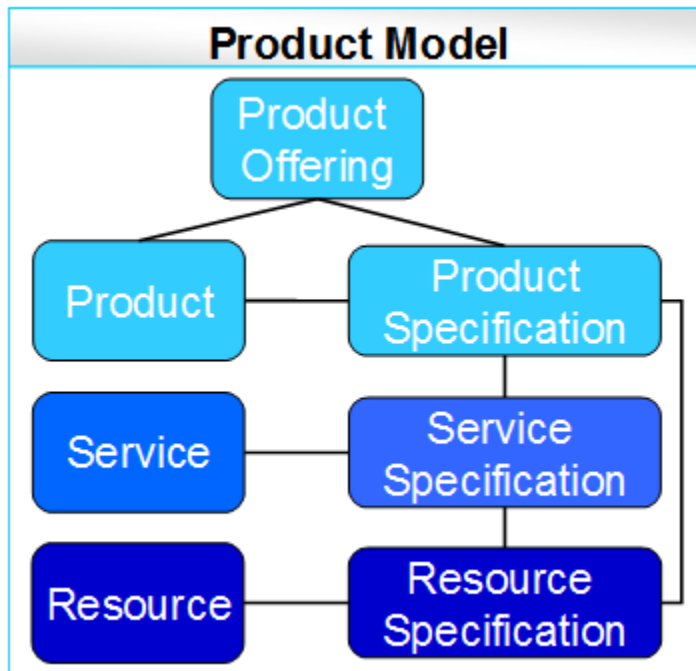 Product Model
Product
Offering
Product
Product
Specification
Service
Service
Specification
Resource
Resource
Specification